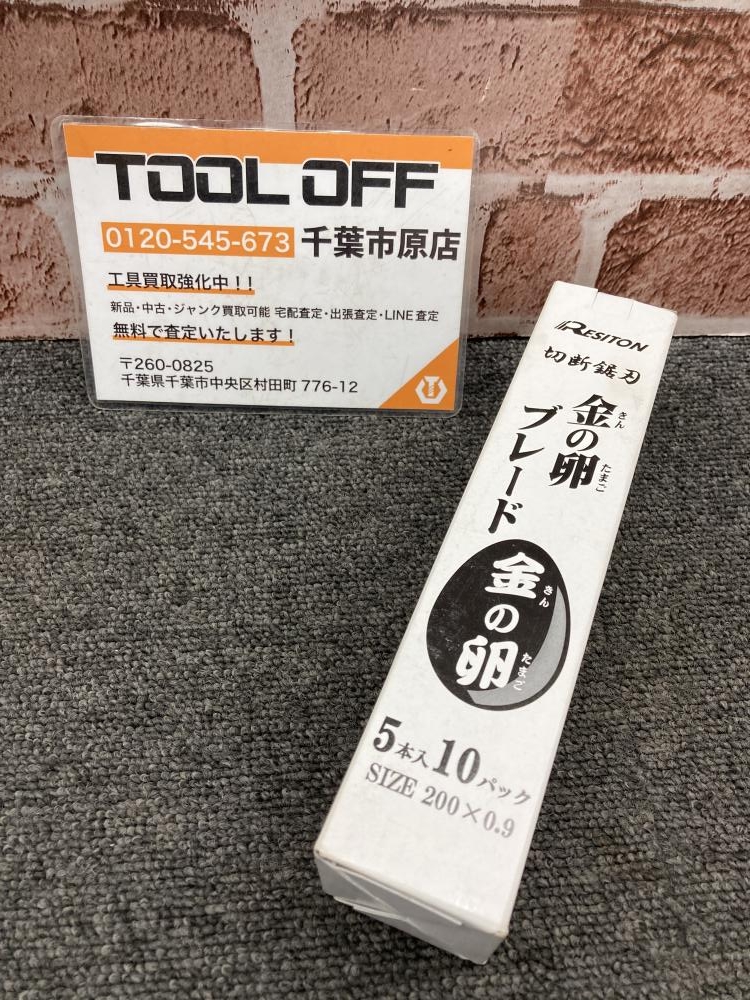 TOOL OFF
0120-545-673 千葉市原店
工具買取強化中！！
新品・中古・ジャンク買取可能 宅配査定・出張査定・LINE査定
無料で査定いたします！
〒260-0825
千葉県千葉市中央区村田町 776-12
RESITON
切断鋸刃
金の卵
きん
たまご
ブレード
金の卵
きん
たまご
5本入10パック
SIZE 200×0.9